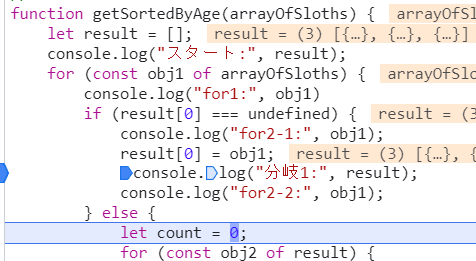 function getSortedByAge(arrayOfSloths) { arrayOfSloths
let result = []; result = (3) [{…}, {…}, {…}]
console.log("スタート:", result);
for (const obj1 of arrayOfSloths) { arrayOfSlo
console.log("for1:", obj1)
if (result[0] === undefined) { result = (3
console.log("for2-1:", obj1);
result[0] = obj1; result = (3) [{…}, {
console.log("分岐1:", result);
console.log("for2-2:", obj1);
} else {
let count = 0;
for (const obj2 of result) {